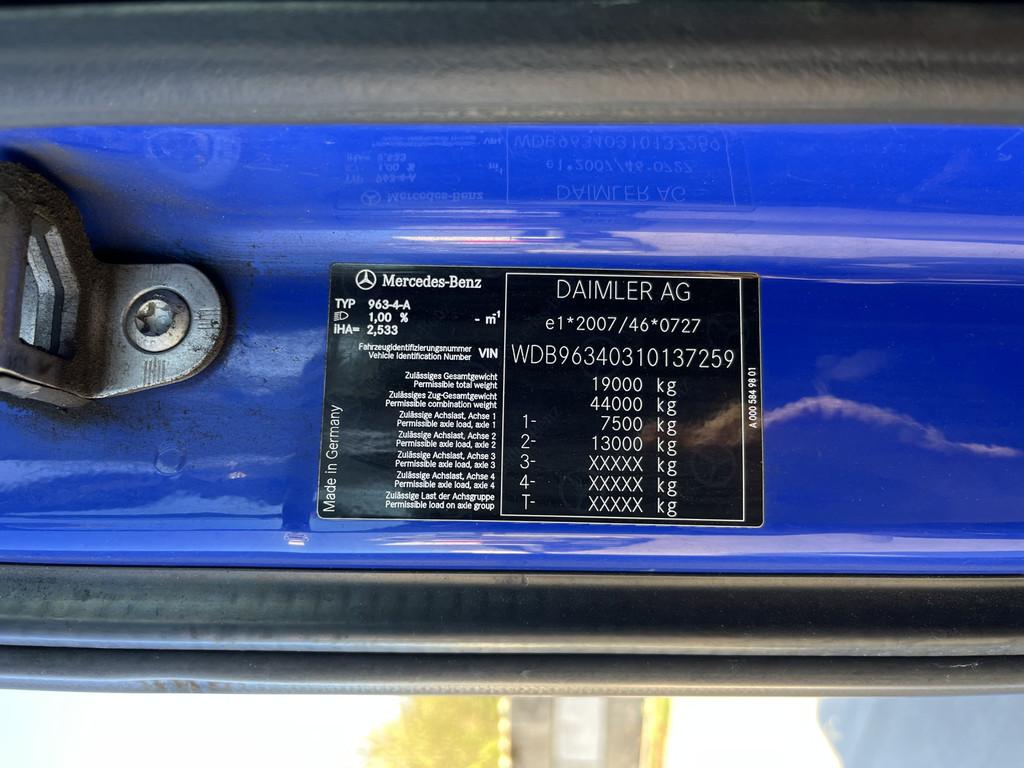 Mercedes-Benz
TYP 963-4-A
1,00 % - m⁻¹
iHA= 2,533
Fahrzeugidentifizierungsnummer
Vehicle Identification Number VIN
DAIMLER AG
e1*2007/46*0727
WDB96340310137259
Zulässiges Gesamtgewicht
Permissible total weight
19000 kg
Zulässiges Zug-Gesamtgewicht
Permissible combination weight
44000 kg
Zulässige Achslast, Achse 1
Permissible axle load, axle 1
1- 7500 kg
Zulässige Achslast, Achse 2
Permissible axle load, axle 2
2- 13000 kg
Zulässige Achslast, Achse 3
Permissible axle load, axle 3
3- XXXXX kg
Zulässige Achslast, Achse 4
Permissible axle load, axle 4
4- XXXXX kg
Zulässige Last der Achsgruppe
Permissible load on axle group
T- XXXXX kg
Made in Germany
A 000 584 98 01